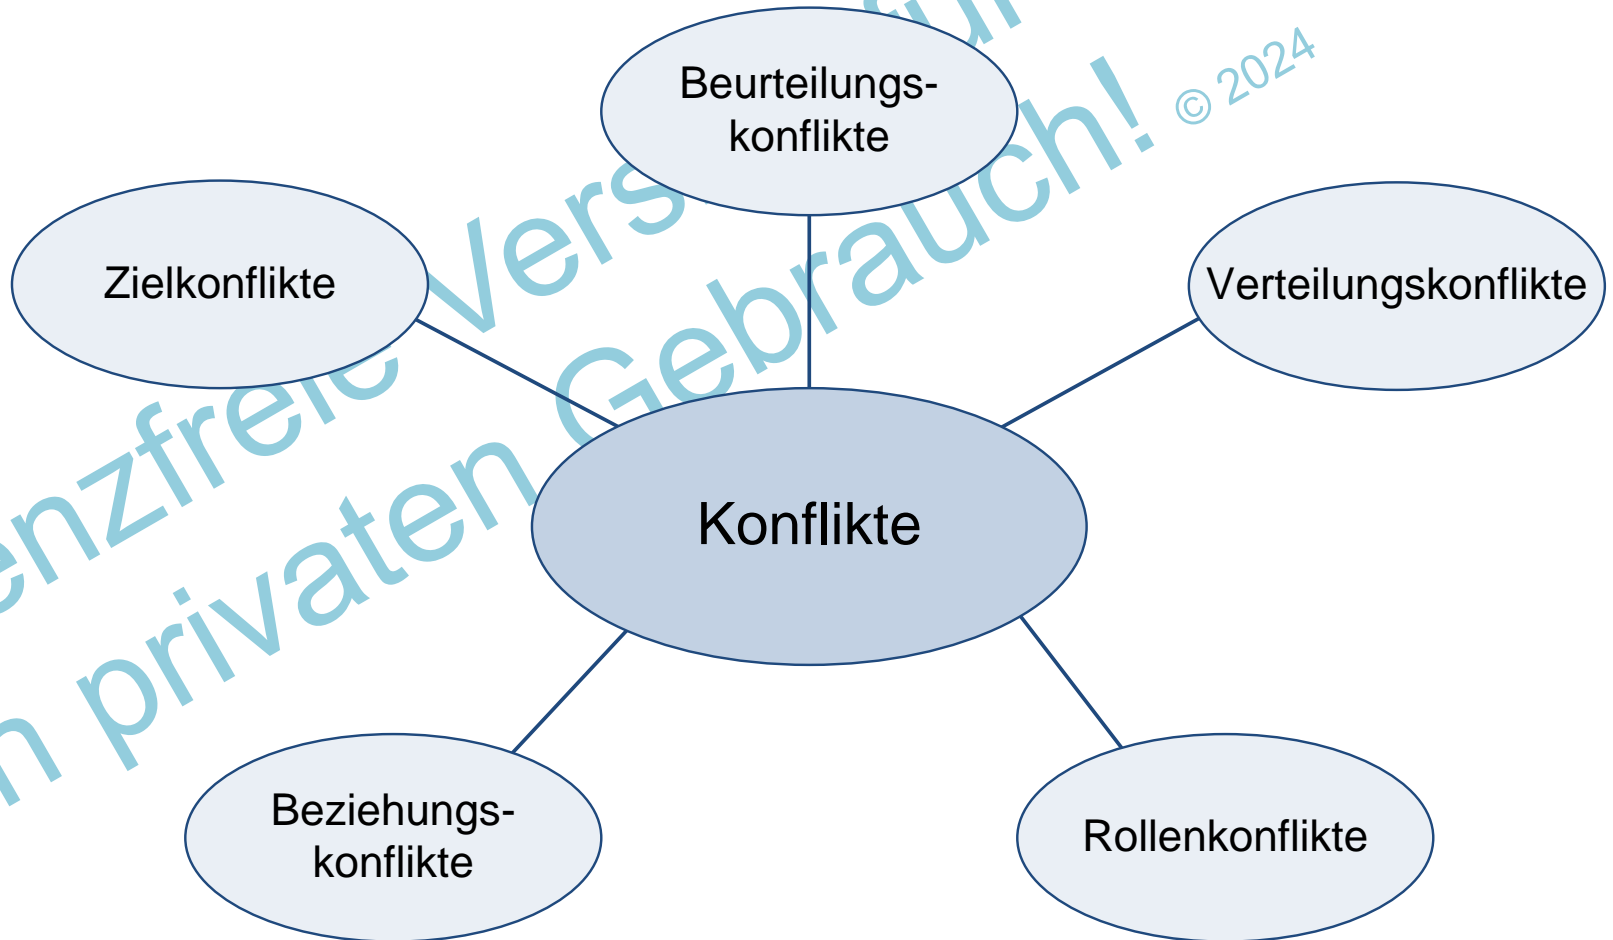 Beurteilungs-
konflikte
Zielkonflikte
Verteilungskonflikte
Konflikte
Beziehungs-
konflikte
Rollenkonflikte
privaten Gebrauch! © 2024